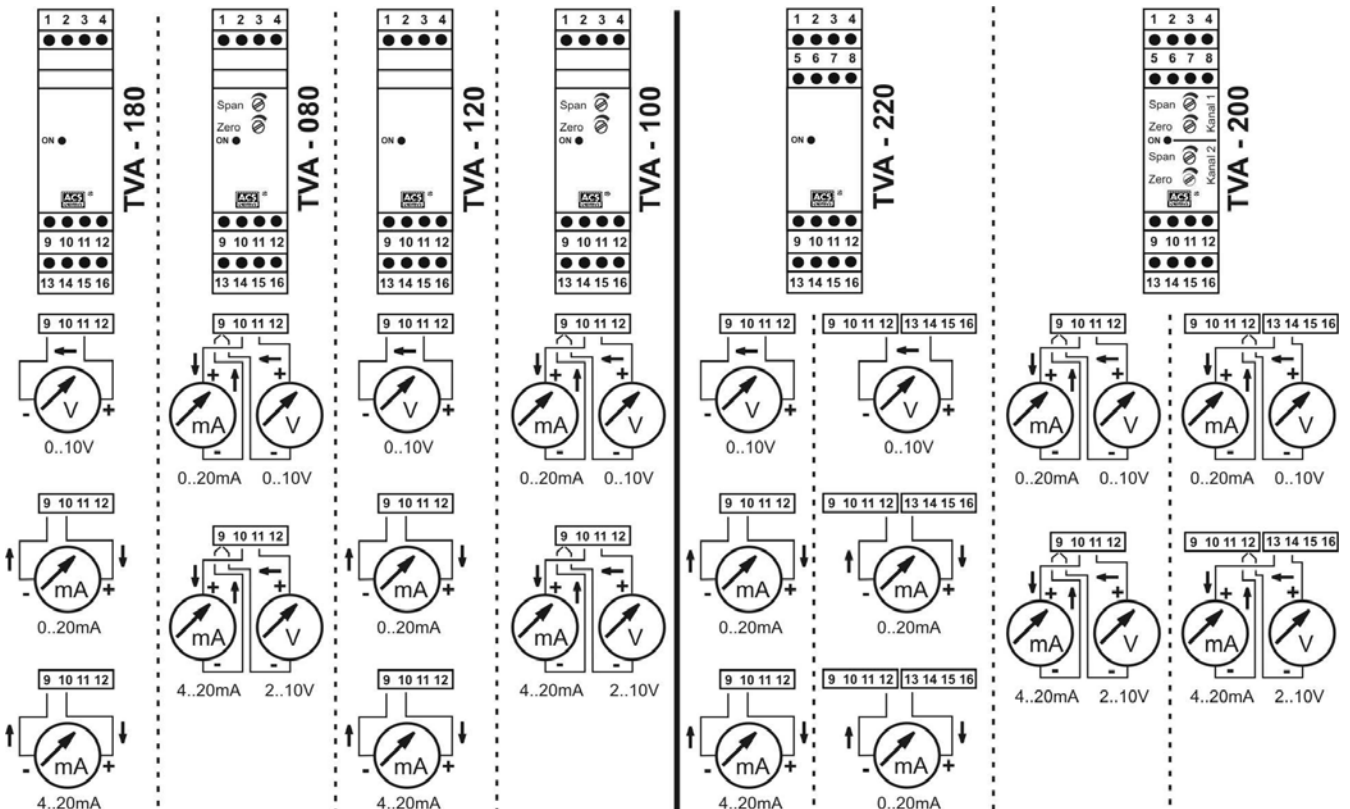 1 2 3 4
ON
ACS
9 10 11 12
13 14 15 16
TVA - 180
9 10 11 12
-
V
+
0..10V
9 10 11 12
-
mA
+
0..20mA
9 10 11 12
-
mA
+
4..20mA
1 2 3 4
Span
Zero
ON
ACS
9 10 11 12
13 14 15 16
TVA - 080
9 10 11 12
+
+
mA
V
-
-
0..20mA 0..10V
9 10 11 12
+
+
mA
V
-
-
4..20mA 2..10V
1 2 3 4
ON
ACS
9 10 11 12
13 14 15 16
TVA - 120
9 10 11 12
-
V
+
0..10V
9 10 11 12
-
mA
+
0..20mA
9 10 11 12
-
mA
+
4..20mA
1 2 3 4
Span
Zero
ON
ACS
9 10 11 12
13 14 15 16
TVA - 100
9 10 11 12
+
+
mA
V
-
-
0..20mA 0..10V
9 10 11 12
+
+
mA
V
-
-
4..20mA 2..10V
1 2 3 4
5 6 7 8
ON
ACS
9 10 11 12
13 14 15 16
TVA - 220
9 10 11 12
-
V
+
0..10V
9 10 11 12
-
mA
+
0..20mA
9 10 11 12
-
mA
+
4..20mA
9 10 11 12 13 14 15 16
-
V
+
0..10V
9 10 11 12 13 14 15 16
-
mA
+
0..20mA
9 10 11 12 13 14 15 16
-
mA
+
0..20mA
1 2 3 4
5 6 7 8
Span
Zero
Kanal 1
ON
Span
Zero
Kanal 2
ACS
9 10 11 12
13 14 15 16
TVA - 200
9 10 11 12
+
+
mA
V
-
-
0..20mA 0..10V
9 10 11 12
+
+
mA
V
-
-
4..20mA 2..10V
9 10 11 12 13 14 15 16
+
+
mA
V
-
-
0..20mA 0..10V
9 10 11 12 13 14 15 16
+
+
mA
V
-
-
4..20mA 2..10V